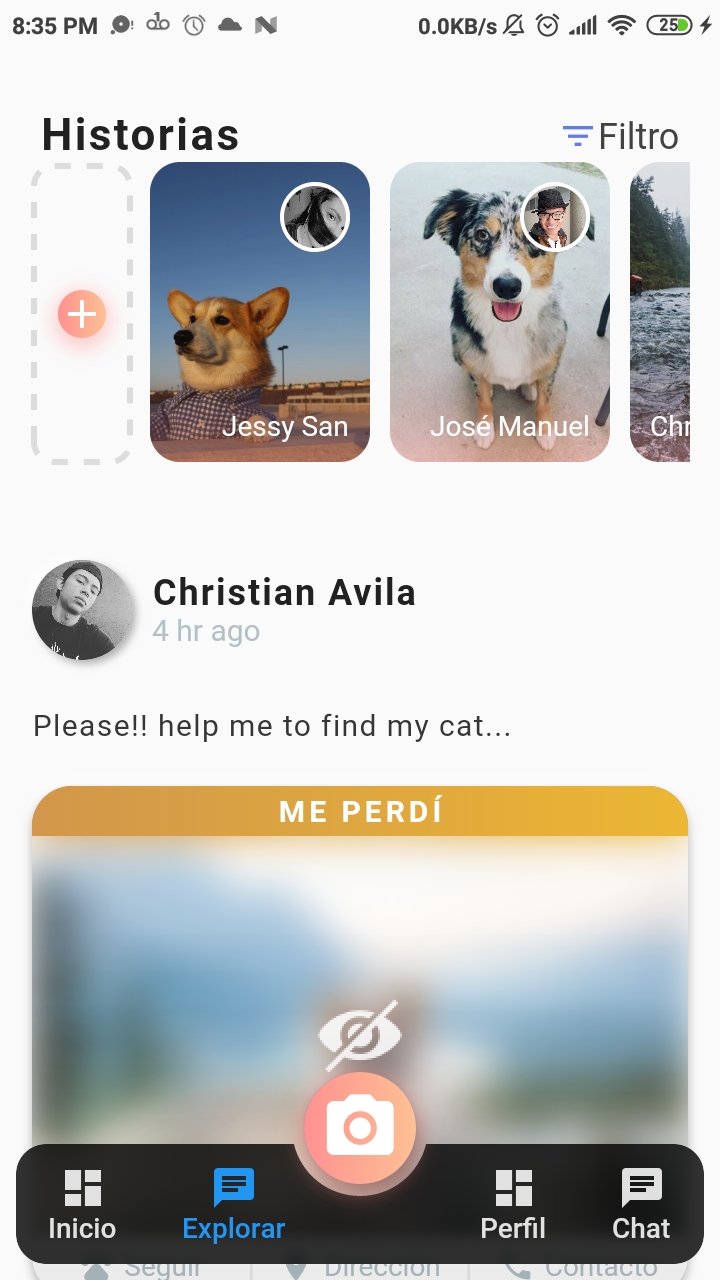 8:35 PM 0.0KB/s 25
Historias
Filtro
Jessy San
José Manuel
Chr
Christian Avila
4 hr ago
Please!! help me to find my cat...
ME PERDÍ
Inicio
Explorar
Perfil
Chat
Seguir
Dirección
Contacto